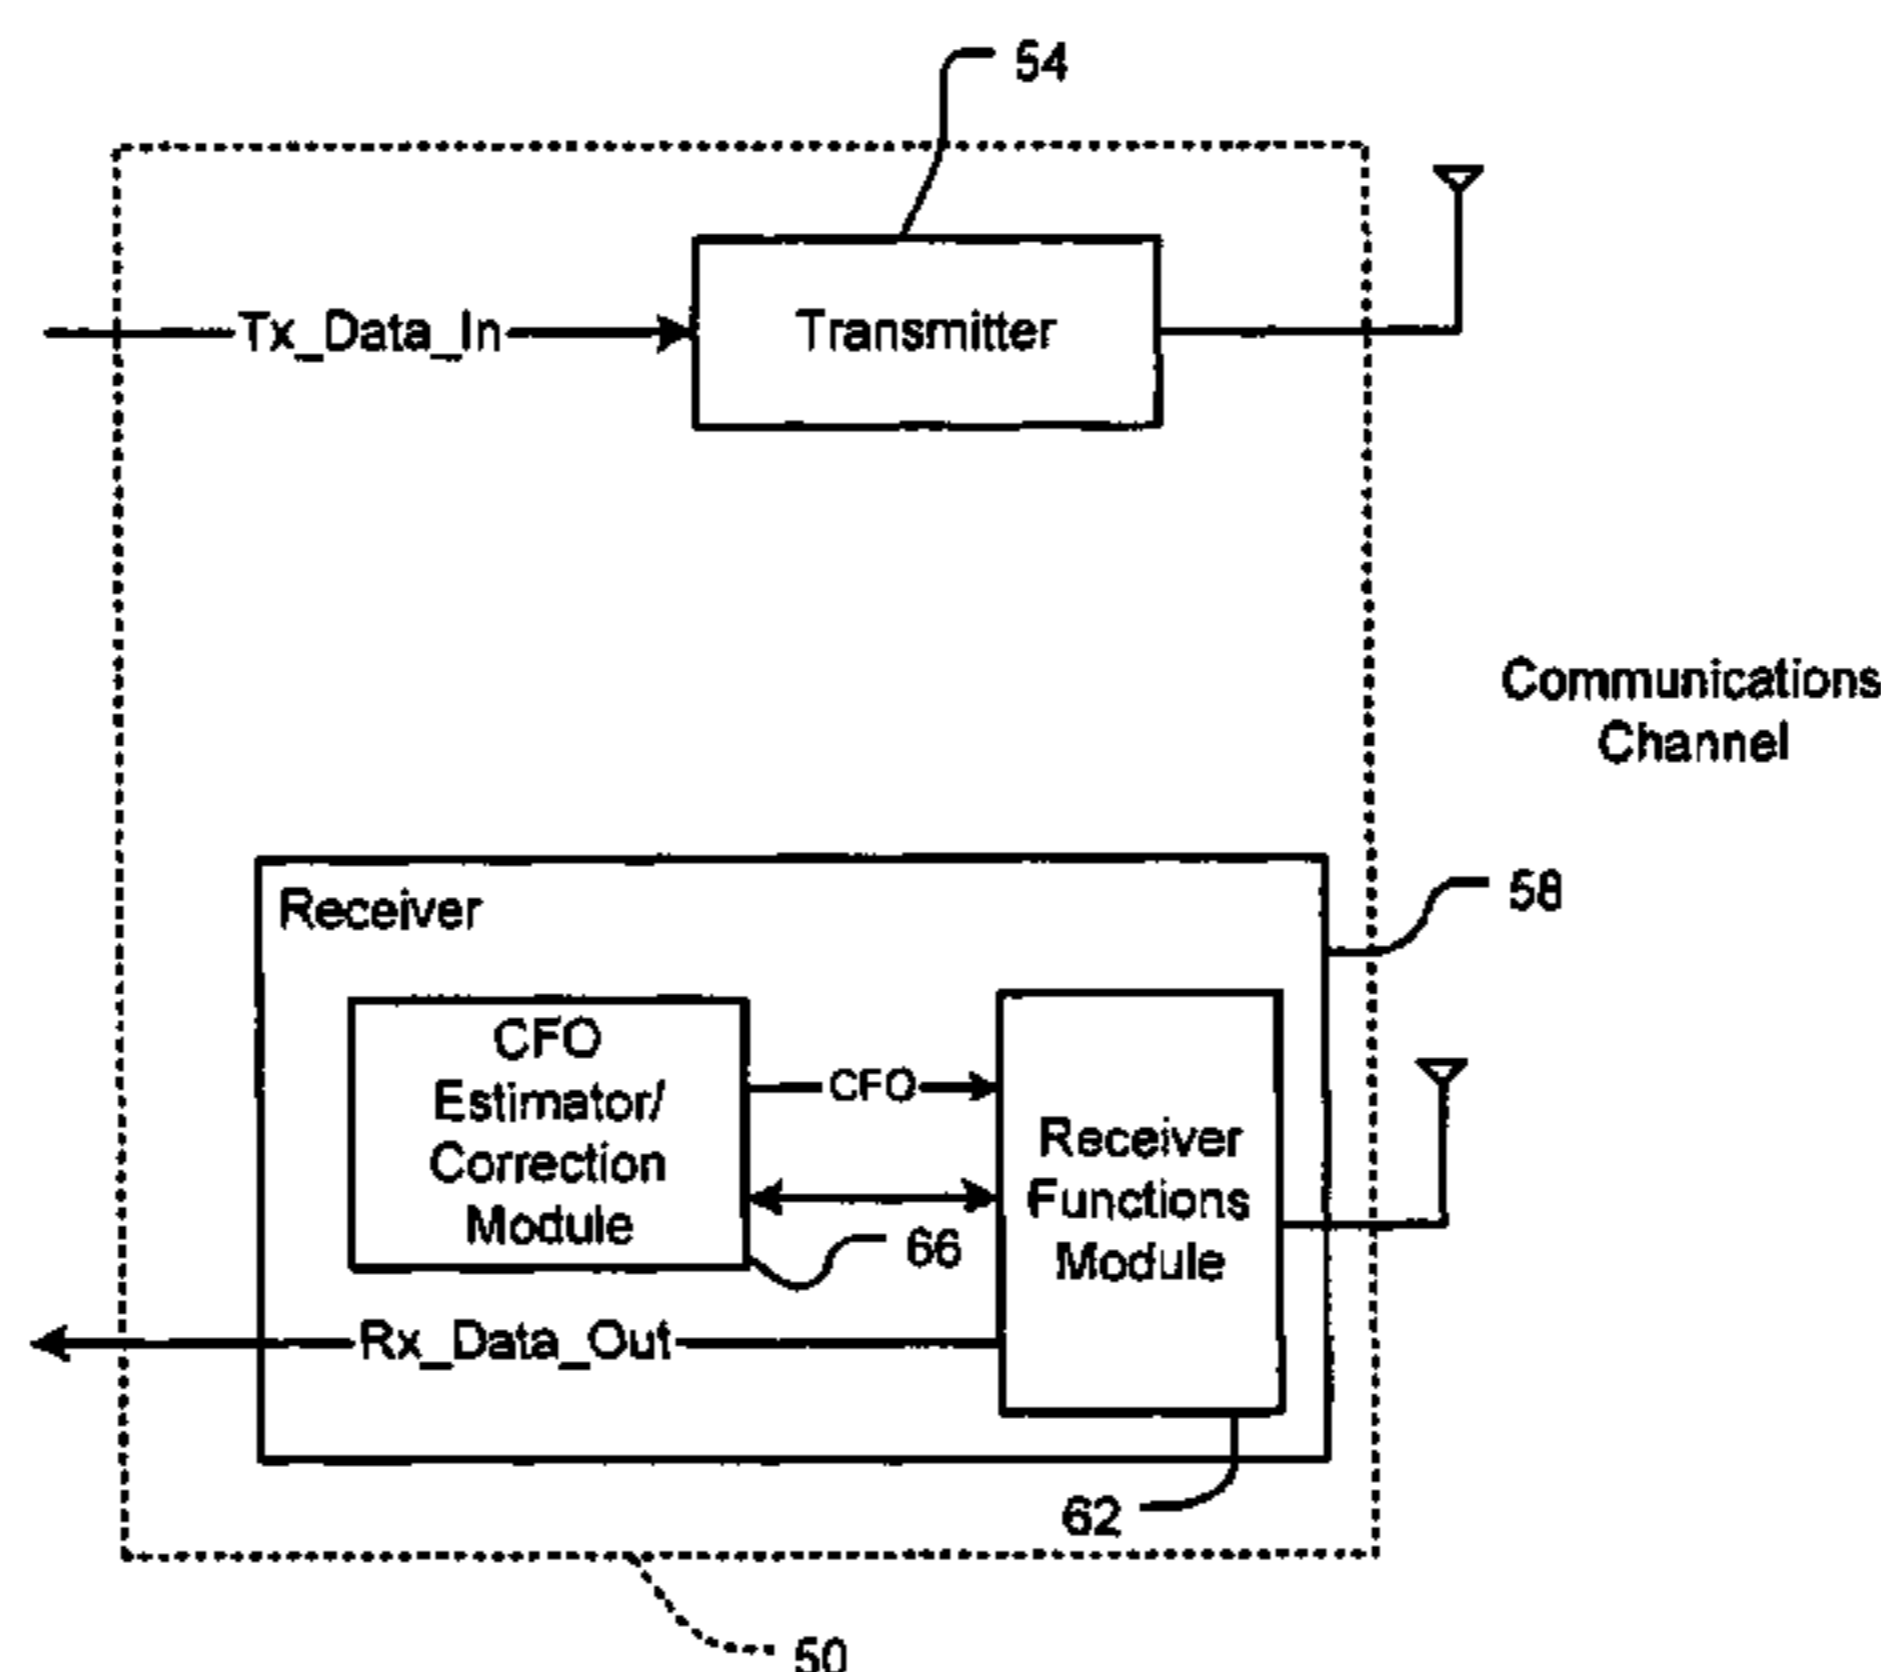 54
Tx_Data_In
Transmitter
Communications
Channel
58
Receiver
CFO
Estimator/
Correction
Module
CFO
66
Receiver
Functions
Module
Rx_Data_Out
62
50